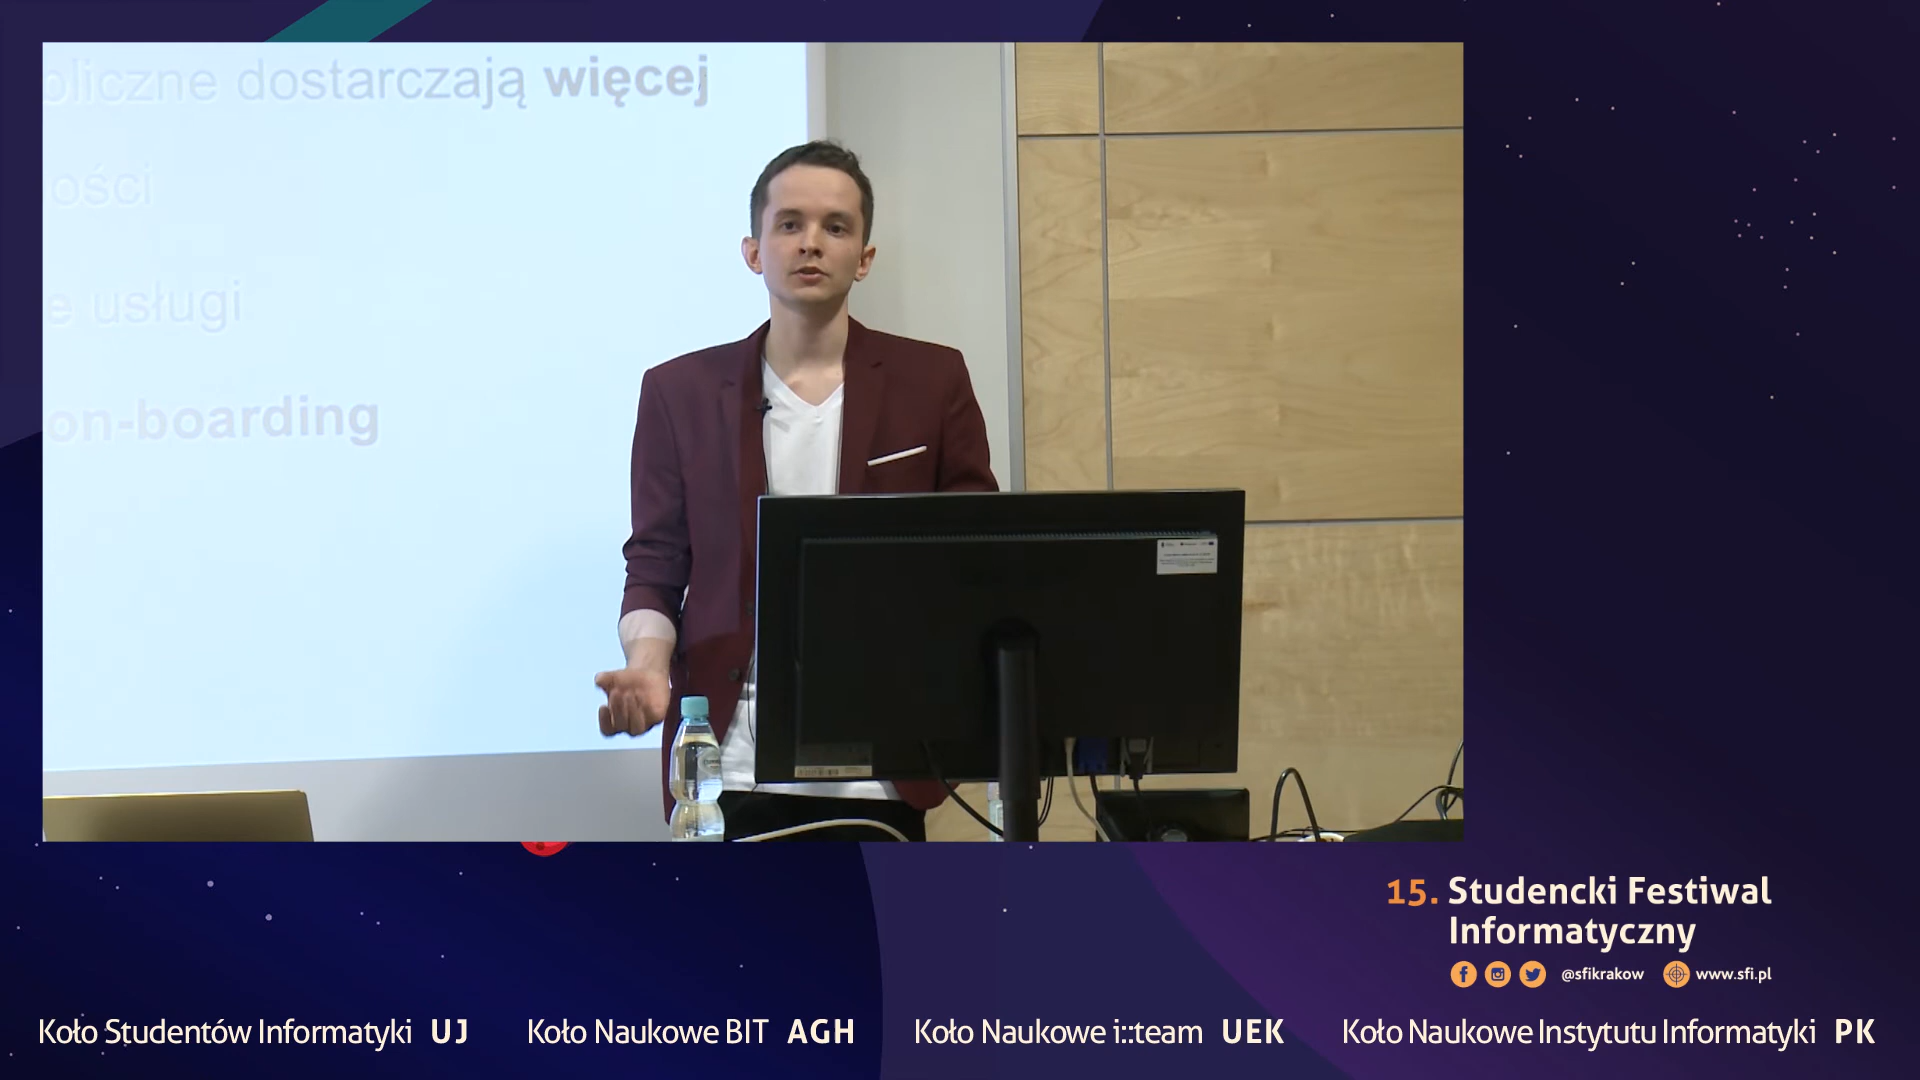 bliczne dostarczają więcej
ości
e usługi
on-boarding
15. Studencki Festiwal
Informatyczny
@sfikrakow www.sfi.pl
Koło Studentów Informatyki UJ Koło Naukowe BIT AGH Koło Naukowe i::team UEK Koło Naukowe Instytutu Informatyki PK